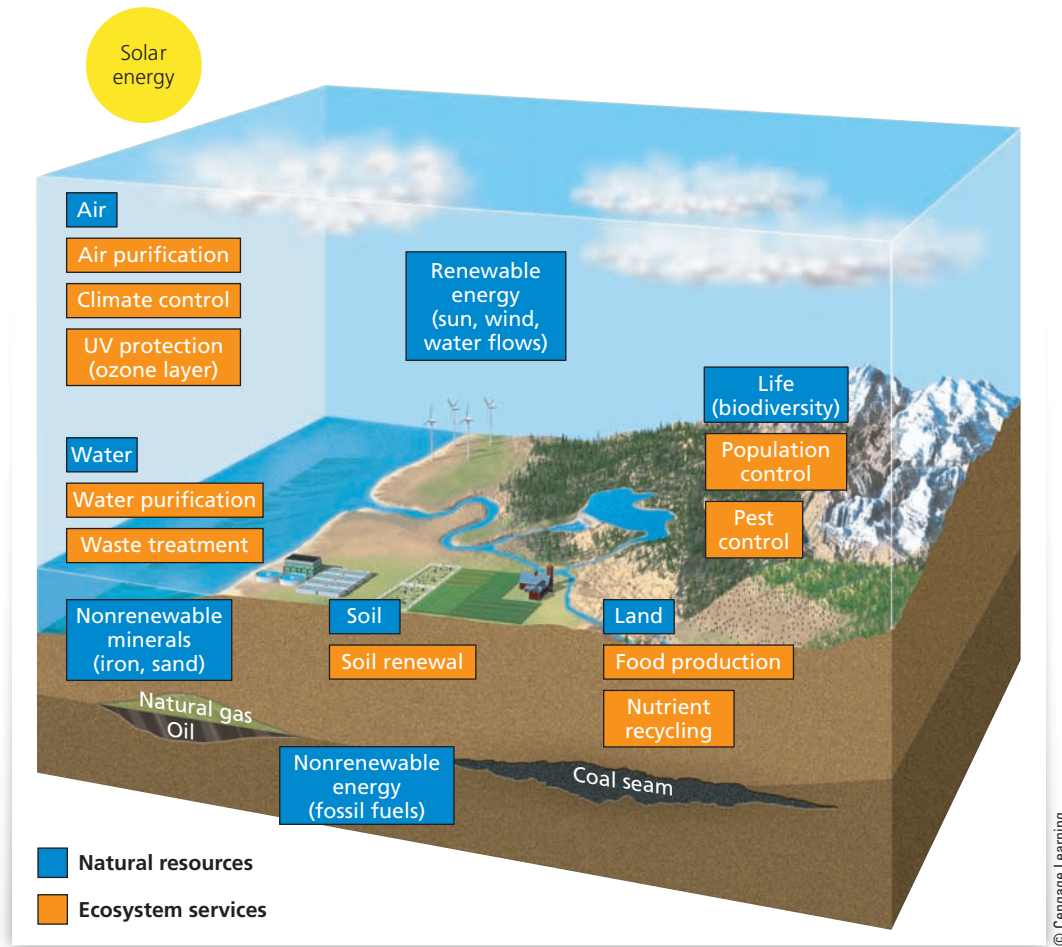 Solar
energy
Air
Air purification
Climate control
UV protection
(ozone layer)
Renewable
energy
(sun, wind,
water flows)
Life
(biodiversity)
Population
control
Pest
control
Water
Water purification
Waste treatment
Nonrenewable
minerals
(iron, sand)
Soil
Soil renewal
Land
Food production
Nutrient
recycling
Natural gas
Oil
Nonrenewable
energy
(fossil fuels)
Coal seam
Natural resources
Ecosystem services
© Cengage Learning